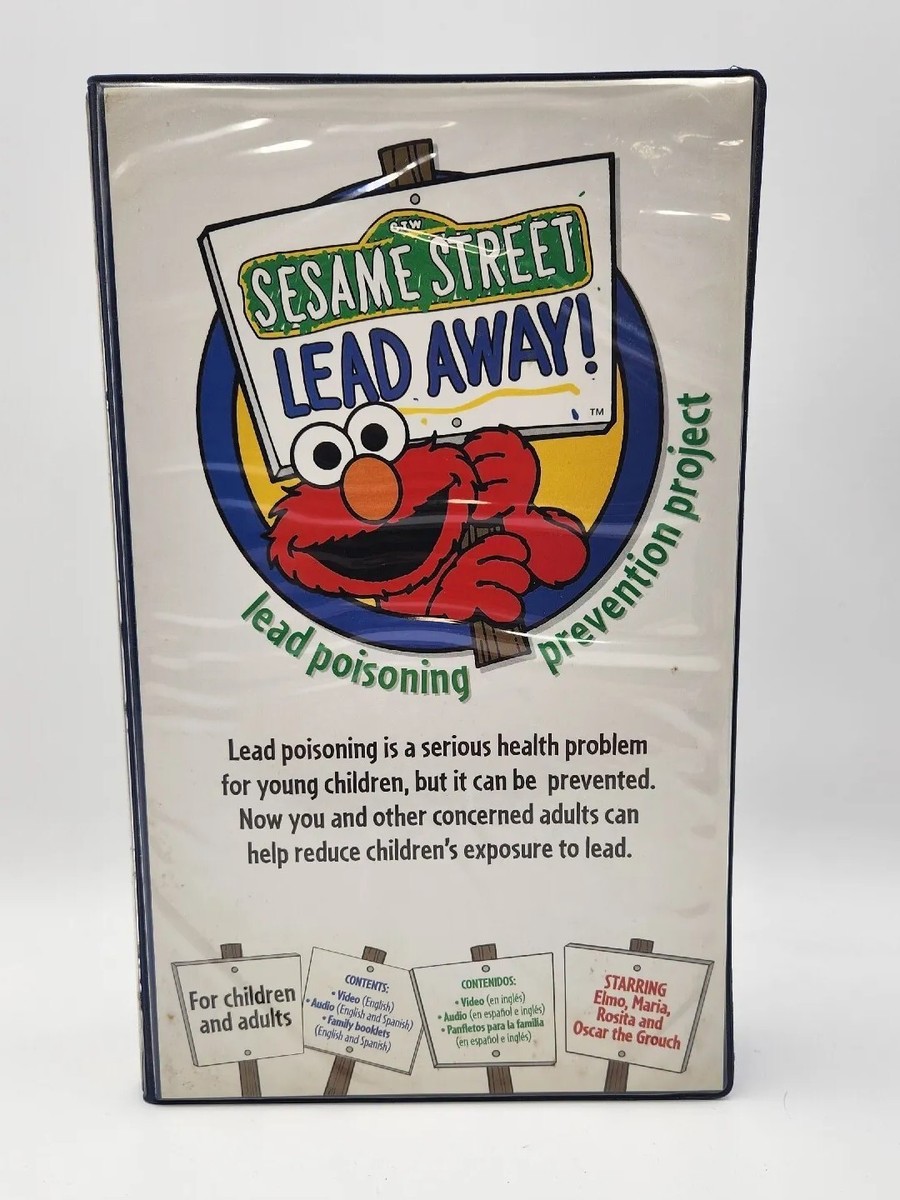 CTW
SESAME STREET
LEAD AWAY!
TM
lead poisoning prevention project
Lead poisoning is a serious health problem
for young children, but it can be prevented.
Now you and other concerned adults can
help reduce children's exposure to lead.
For children
and adults
CONTENTS:
• Video (English)
• Audio (English and Spanish)
• Family booklets
(English and Spanish)
CONTENIDOS:
• Video (en inglés)
• Audio (en español e inglés)
• Panfletos para la familia
(en español e inglés)
STARRING
Elmo, Maria,
Rosita and
Oscar the Grouch